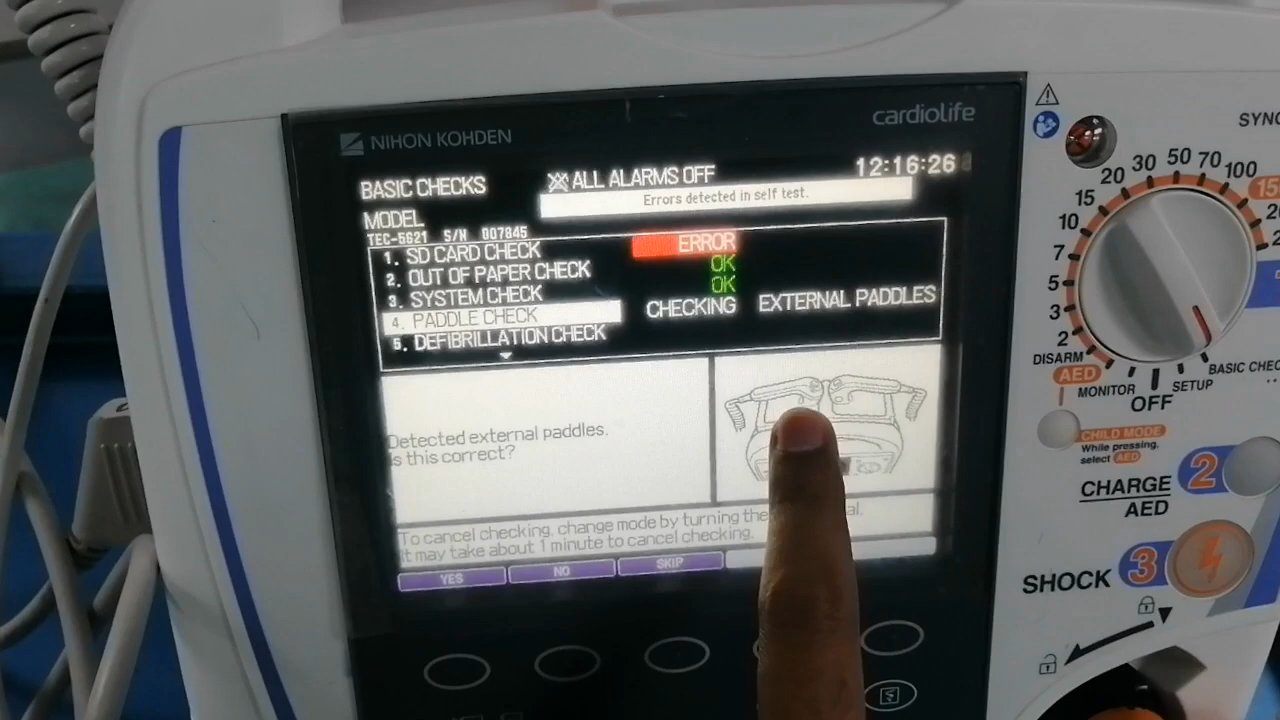 NIHON KOHDEN
cardiolife
BASIC CHECKS
ALL ALARMS OFF
12:16:26
Errors detected in self test.
MODEL
TEC-5621 S/N 007845
1. SD CARD CHECK ERROR
2. OUT OF PAPER CHECK OK
3. SYSTEM CHECK OK
4. PADDLE CHECK CHECKING EXTERNAL PADDLES
5. DEFIBRILLATION CHECK
Detected external paddles.
Is this correct?
To cancel checking, change mode by turning the
It may take about 1 minute to cancel checking.
YES NO SKIP
SYNC
2 3 5 7 10 15 20 30 50 70 100 15
DISARM
AED
MONITOR
OFF
SETUP
BASIC CHEC
CHILD MODE
While pressing,
select AED
CHARGE
AED
2
SHOCK
3